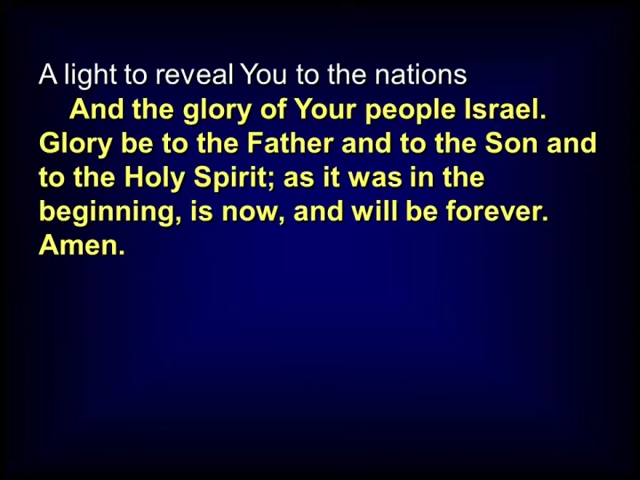 A light to reveal You to the nations
And the glory of Your people Israel.
Glory be to the Father and to the Son and
to the Holy Spirit; as it was in the
beginning, is now, and will be forever.
Amen.